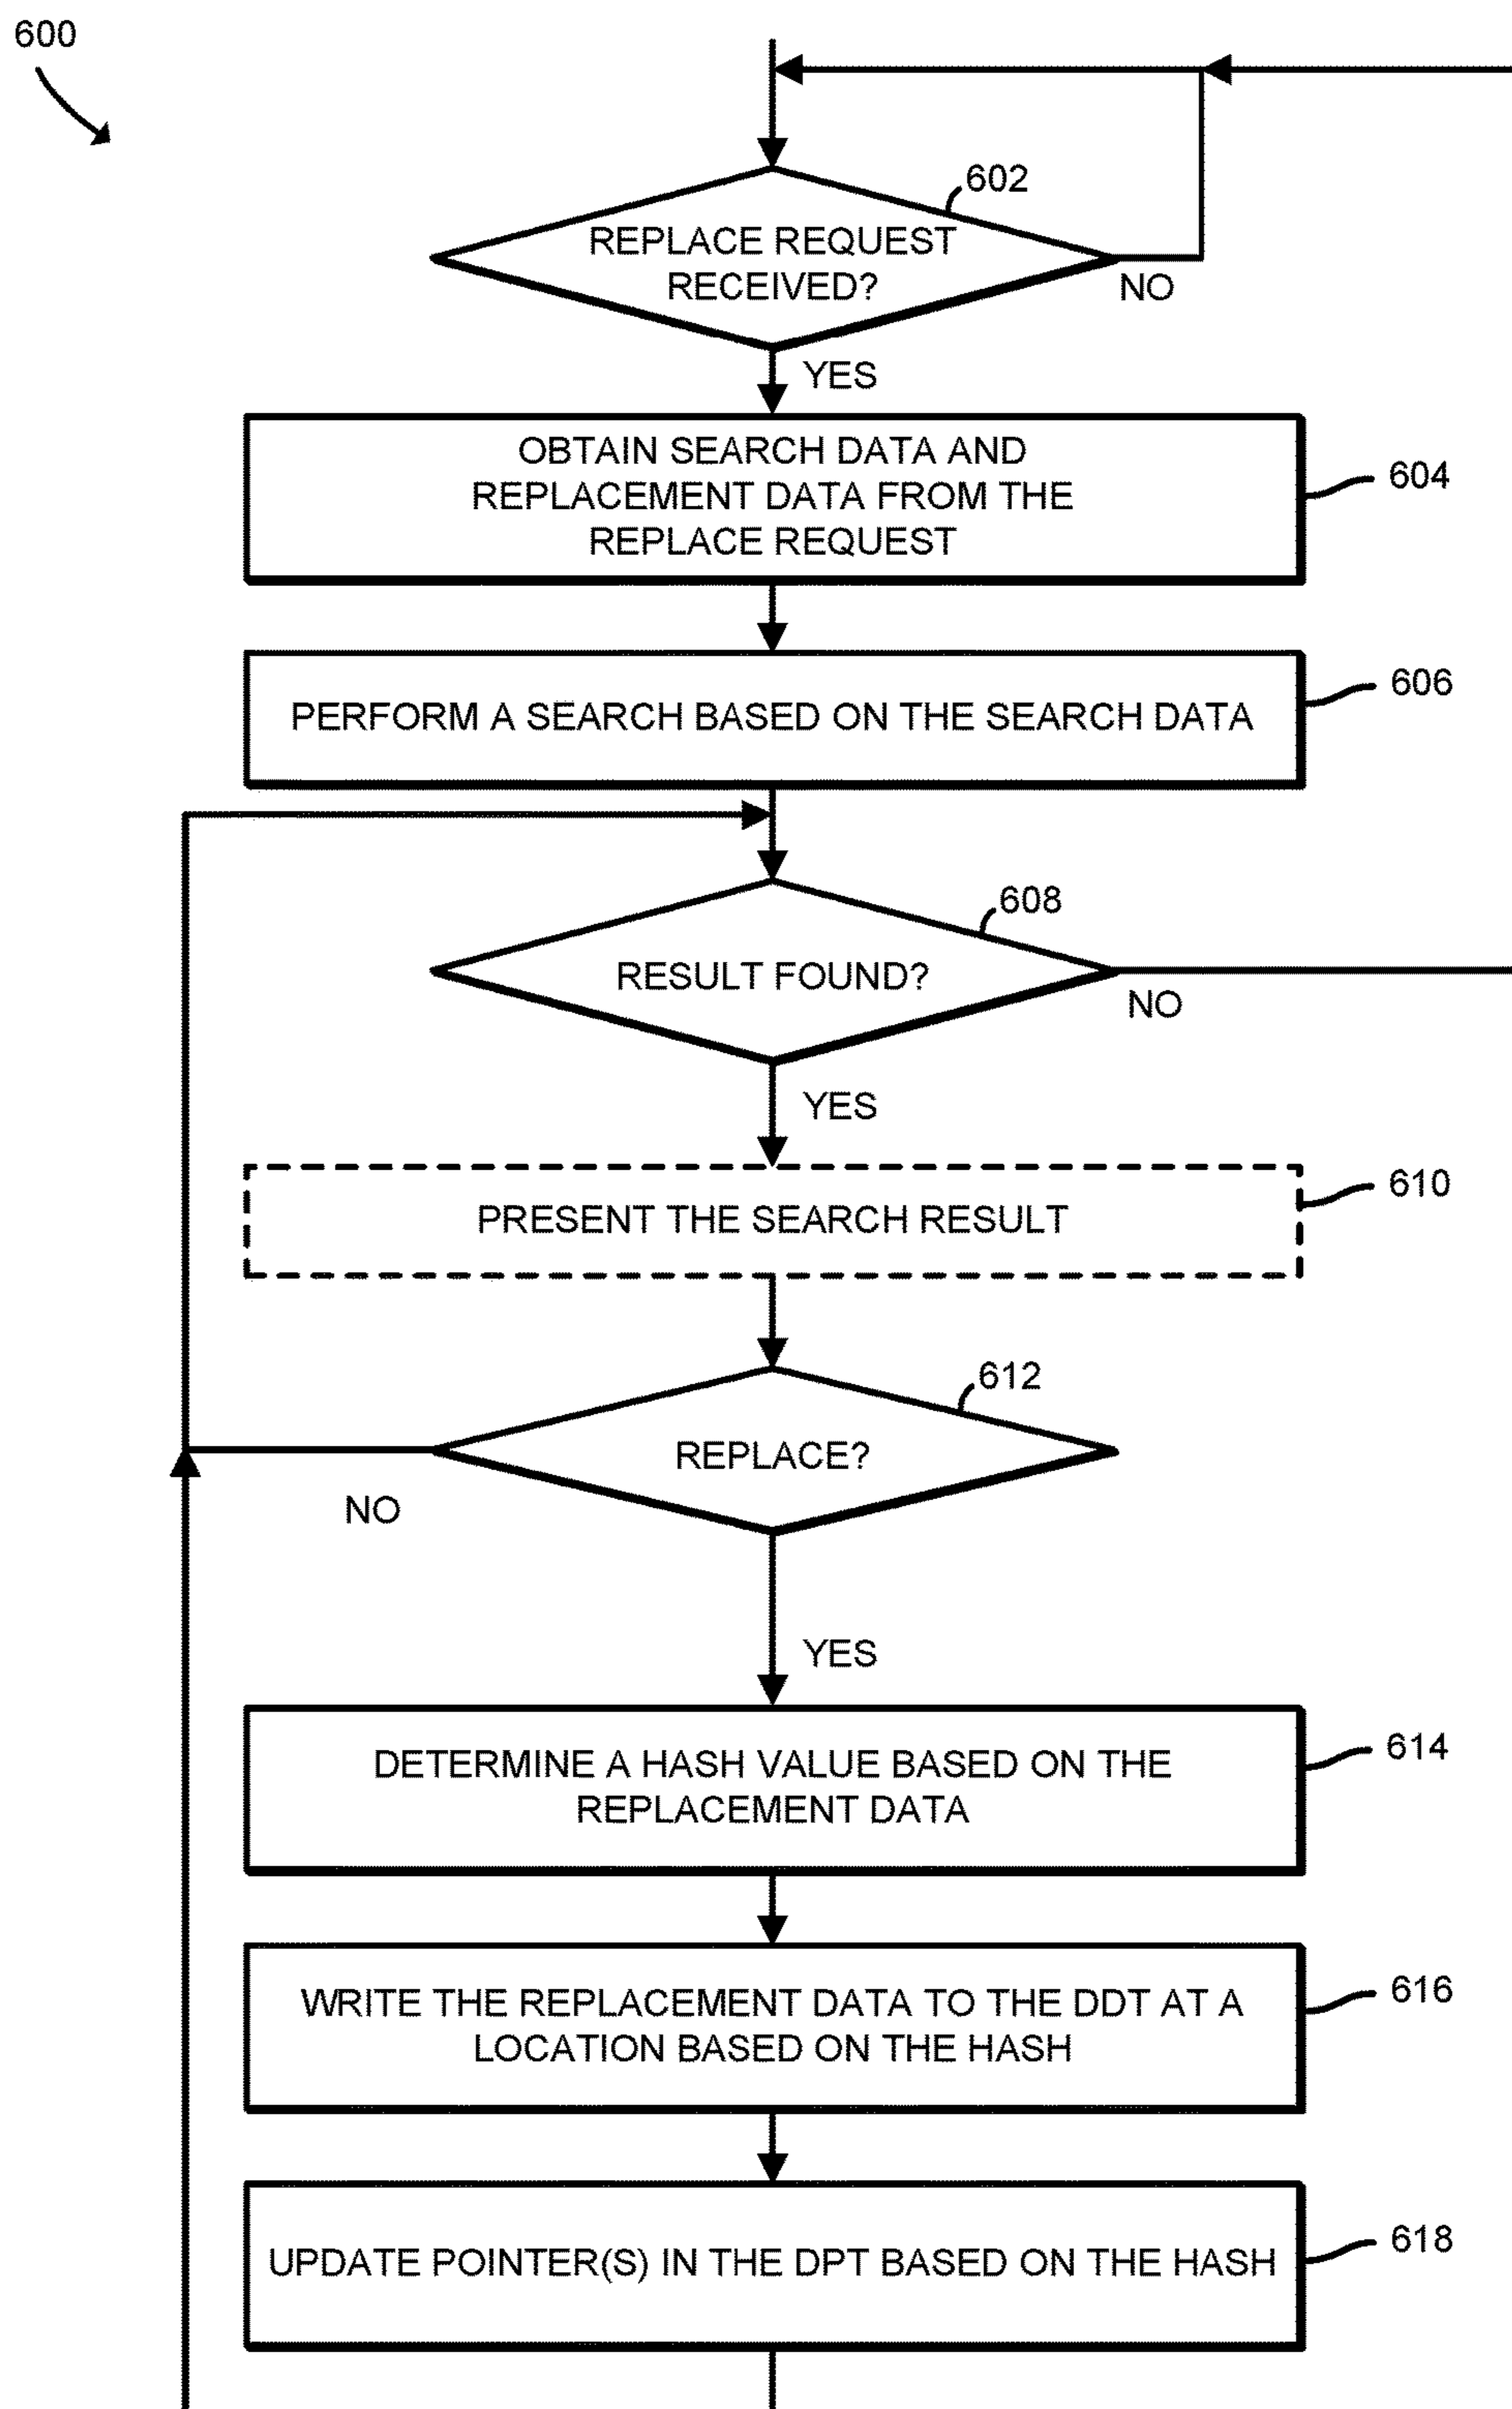 600
602
REPLACE REQUEST
RECEIVED?
NO
YES
OBTAIN SEARCH DATA AND
REPLACEMENT DATA FROM THE
REPLACE REQUEST
604
606
PERFORM A SEARCH BASED ON THE SEARCH DATA
608
RESULT FOUND?
NO
YES
610
PRESENT THE SEARCH RESULT
612
REPLACE?
NO
YES
614
DETERMINE A HASH VALUE BASED ON THE
REPLACEMENT DATA
616
WRITE THE REPLACEMENT DATA TO THE DDT AT A
LOCATION BASED ON THE HASH
618
UPDATE POINTER(S) IN THE DPT BASED ON THE HASH